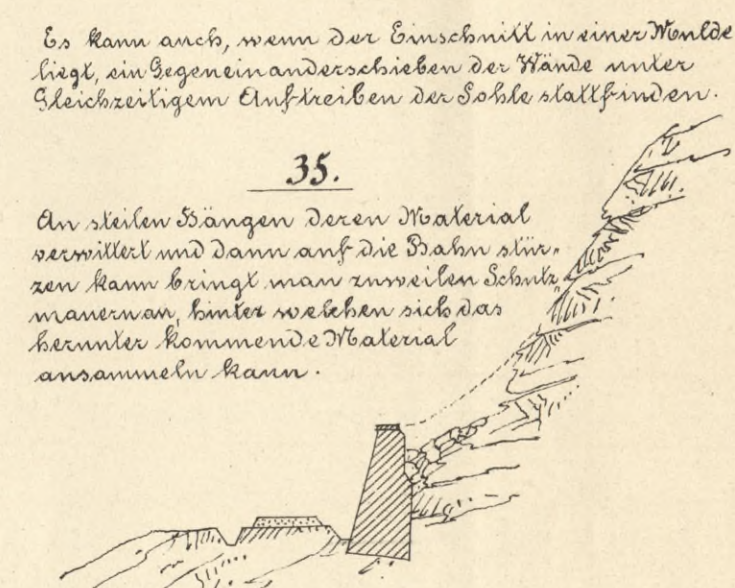 Es kann auch, wenn der Einschnitt in einer Mulde
liegt, ein Gegeneinanderschieben der Wände unter
Gleichzeitigem Auftreiben der Sohle stattfinden.
35.
An steilen Hängen deren Material
verwittert und dann auf die Bahn stür-
zen kann bringt man zuweilen Schutz-
mauern an, hinter welchen sich das
herunter kommende Material
ansammeln kann.